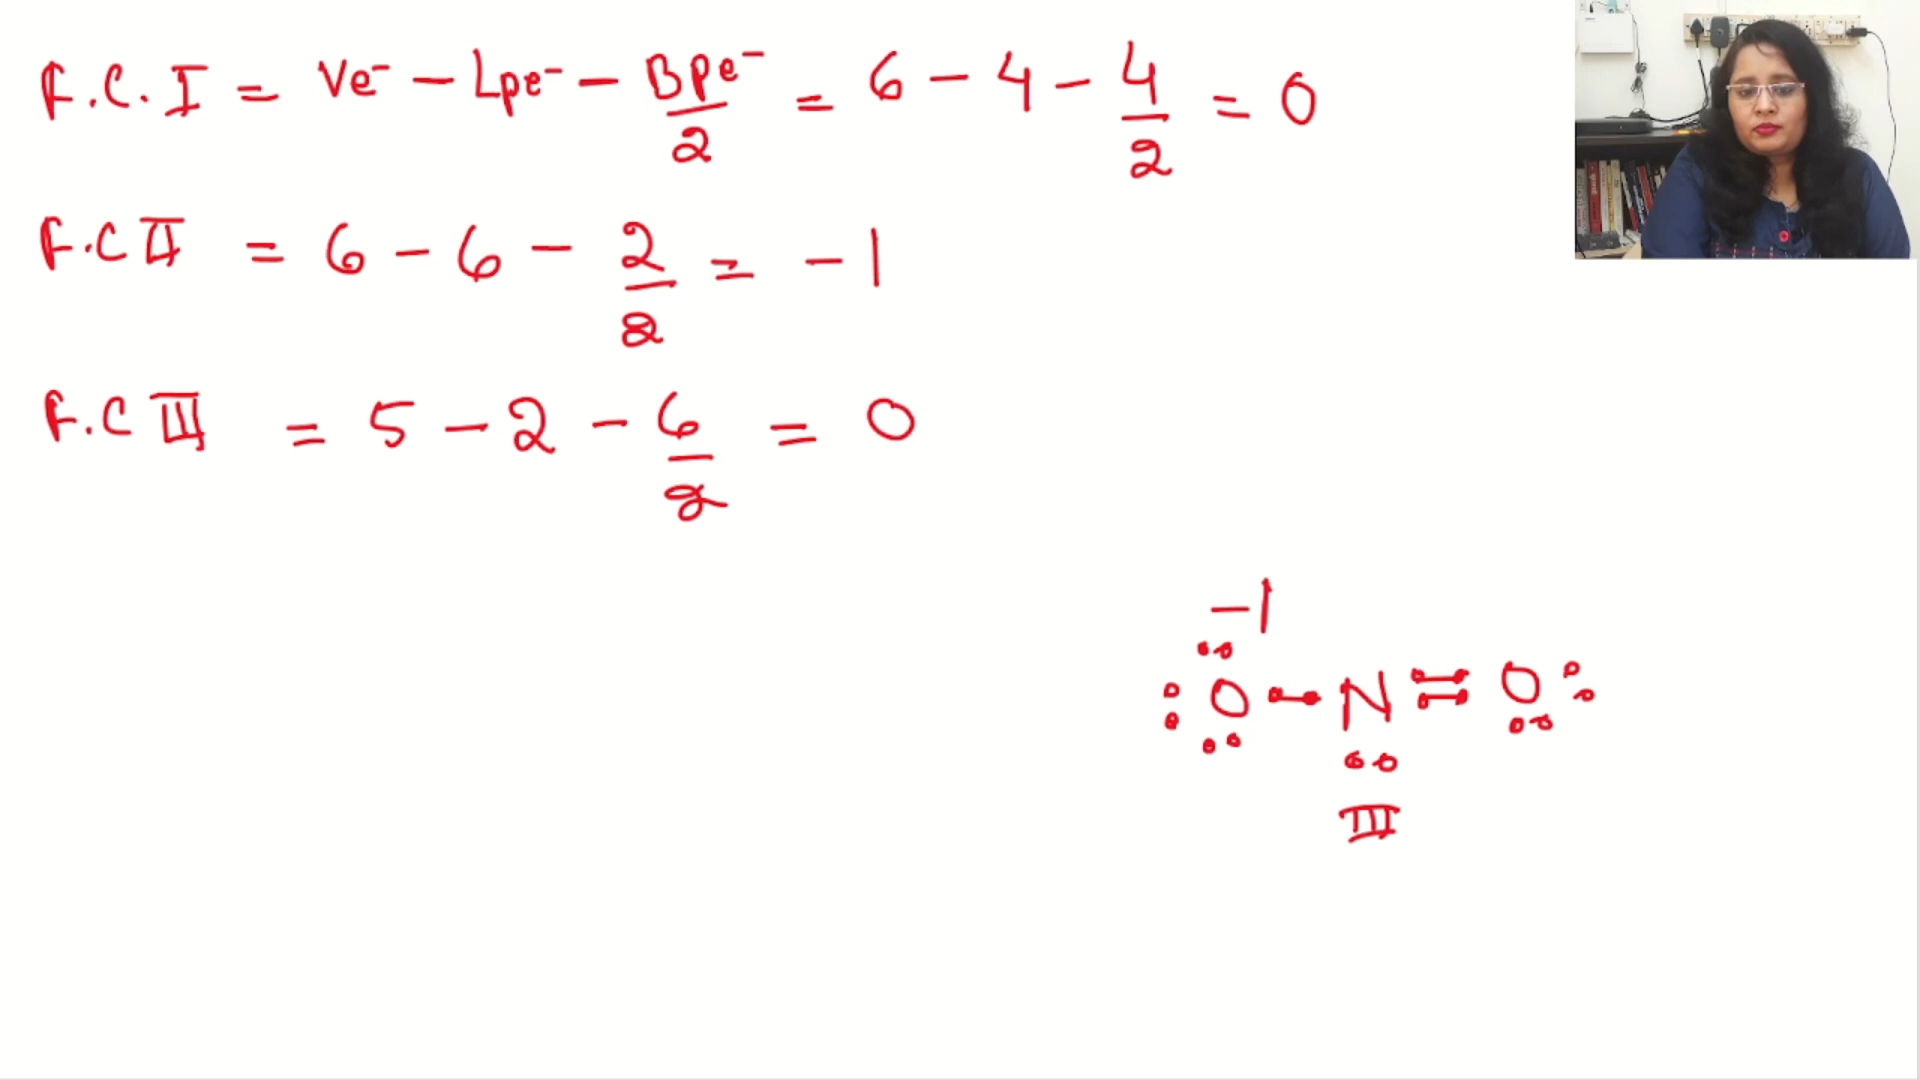 F.C. I = Ve⁻ - Lpe⁻ - Bpe⁻/2 = 6 - 4 - 4/2 = 0
F.C II = 6 - 6 - 2/2 = -1
F.C III = 5 - 2 - 6/2 = 0
-1
O N O
III